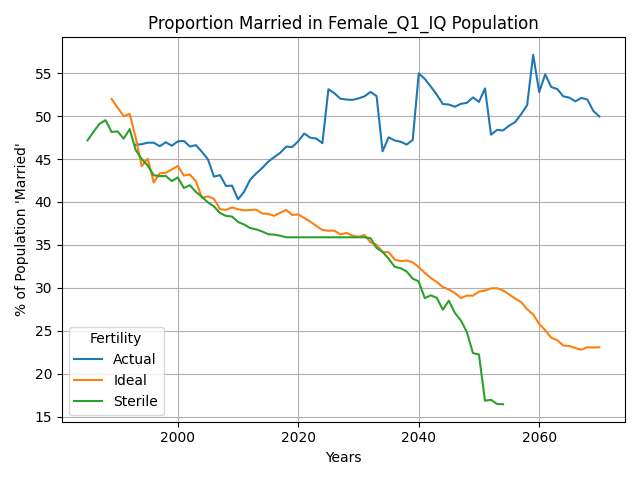 Proportion Married in Female_Q1_IQ Population
% of Population 'Married'
55
50
45
40
35
30
25
20
15
Fertility
Actual
Ideal
Sterile
2000 2020 2040 2060
Years